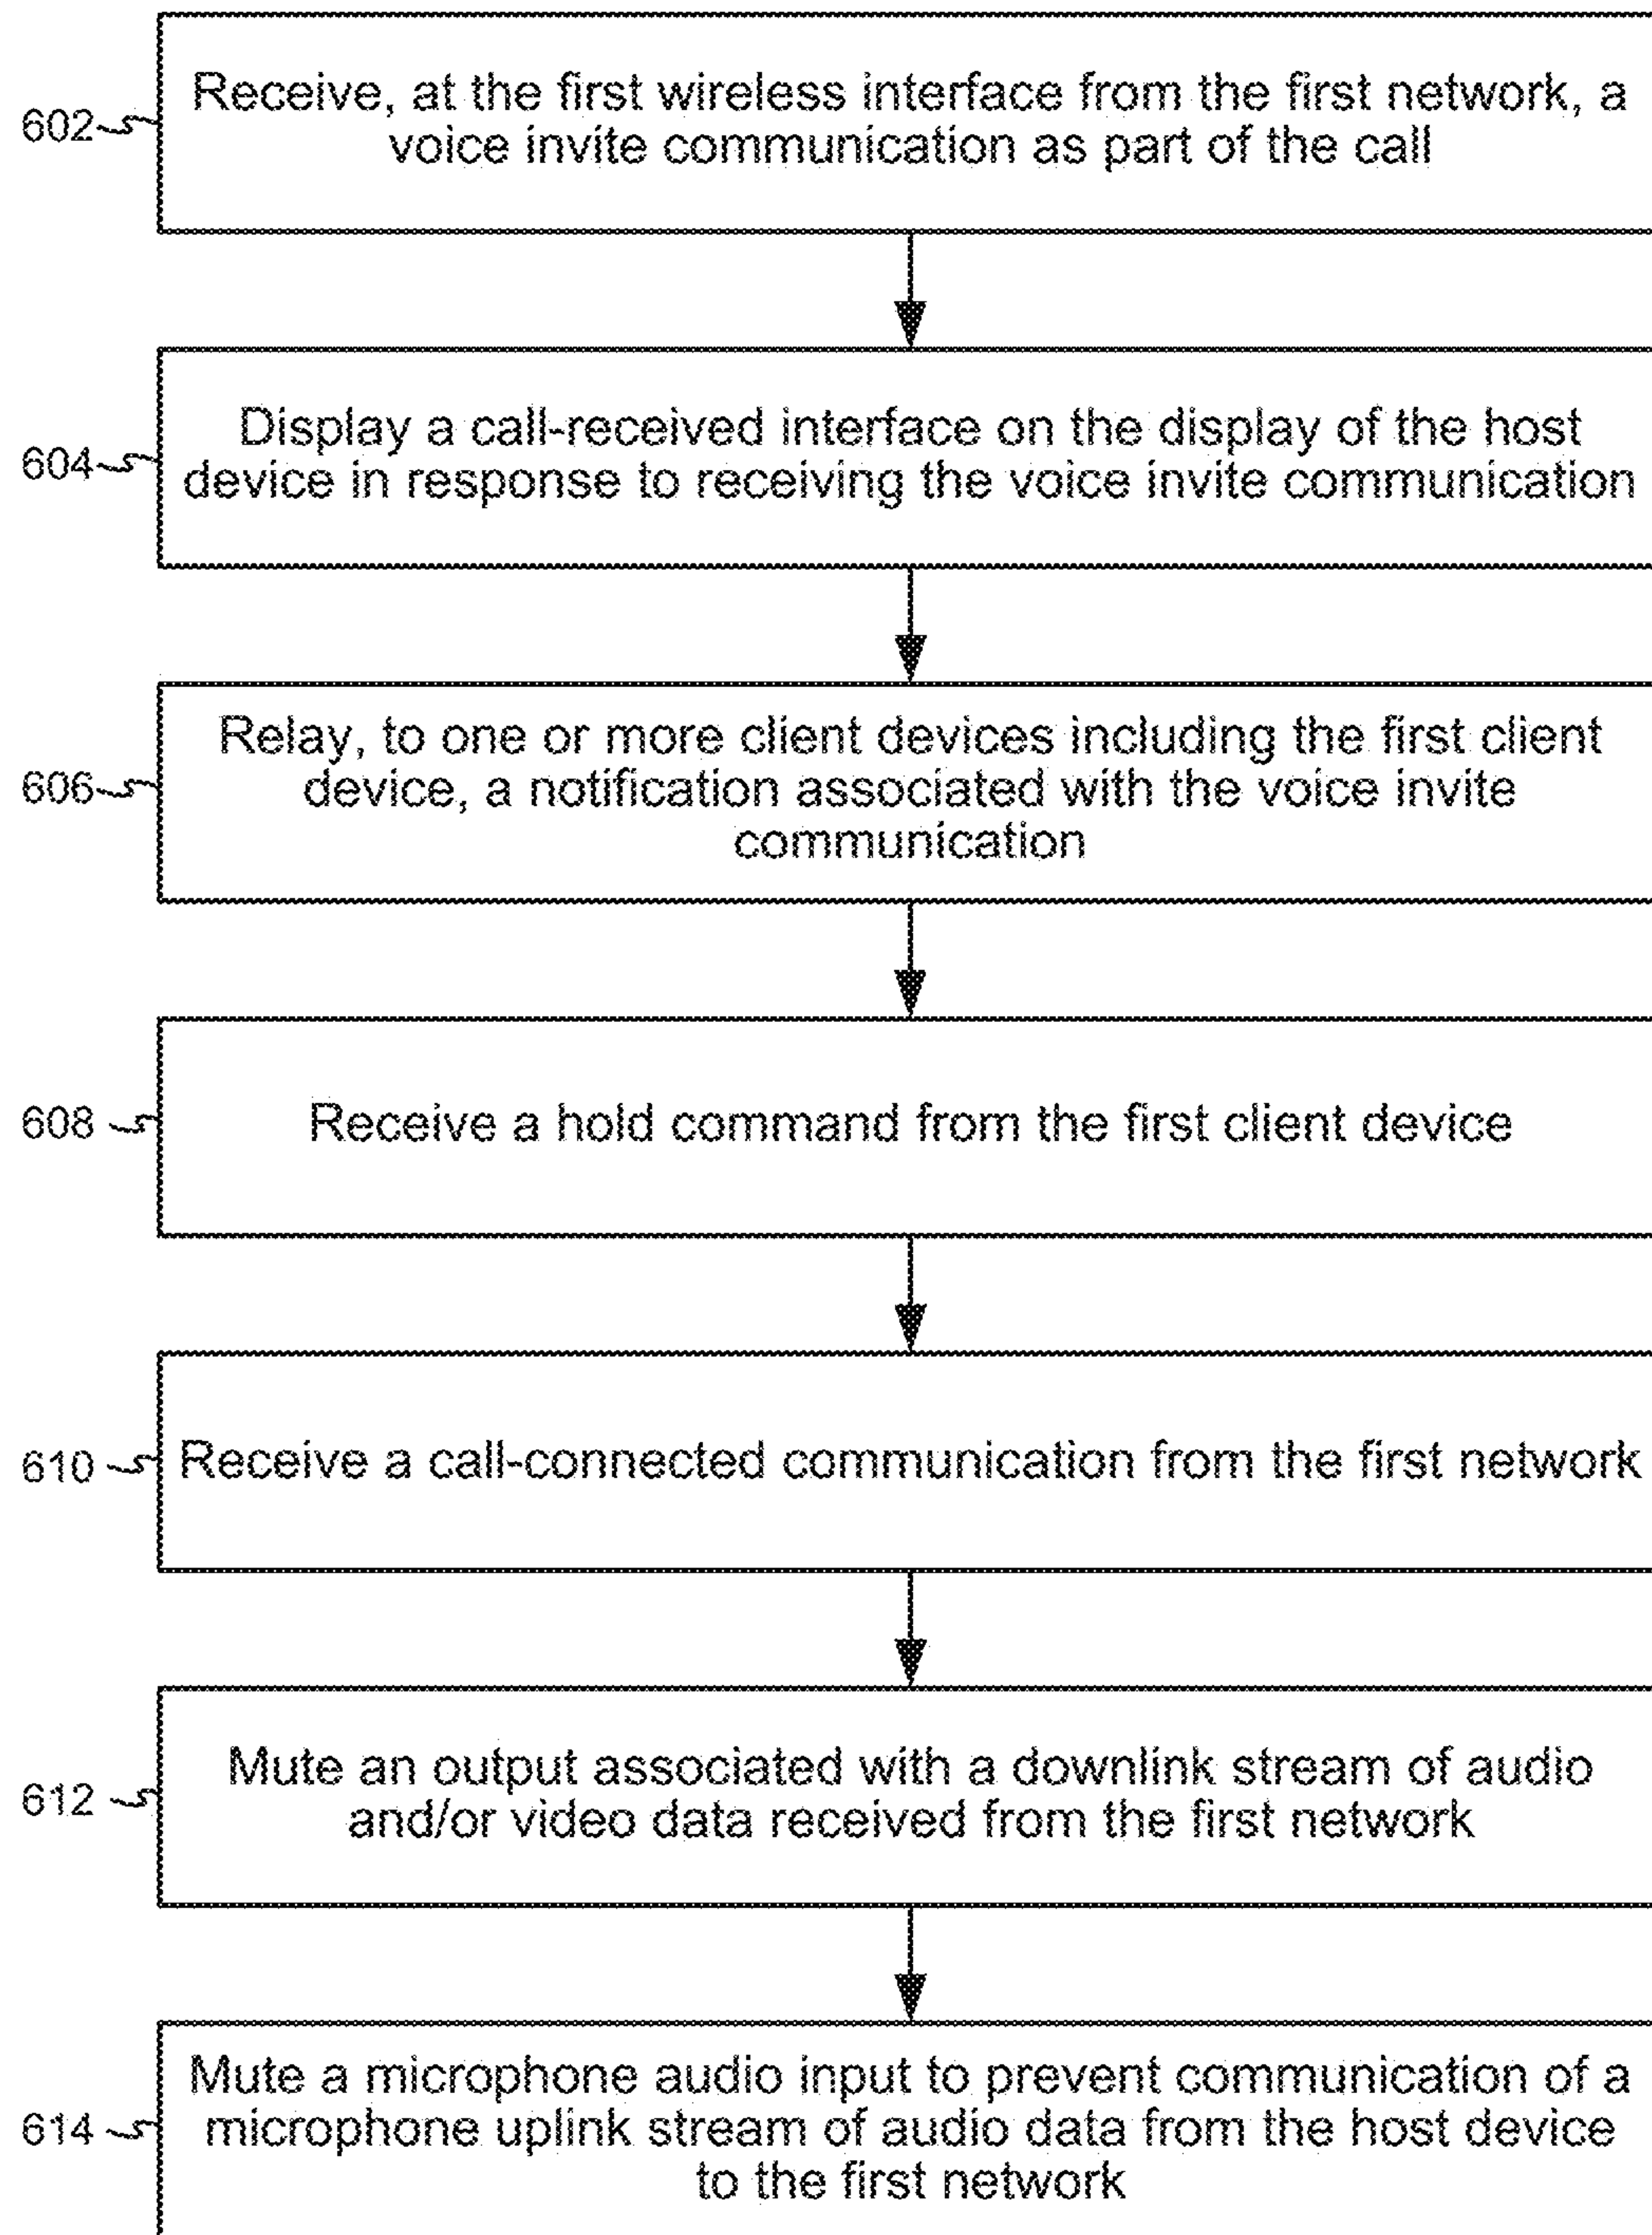 Receive, at the first wireless interface from the first network, a
602
voice invite communication as part of the call
Display a call-received interface on the display of the host
604
device in response to receiving the voice invite communication
Relay, to one or more client devices including the first client
606
device, a notification associated with the voice invite
communication
608
Receive a hold command from the first client device
610
Receive a call-connected communication from the first network
Mute an output associated with a downlink stream of audio
612
and/or video data received from the first network
Mute a microphone audio input to prevent communication of a
614
microphone uplink stream of audio data from the host device
to the first network